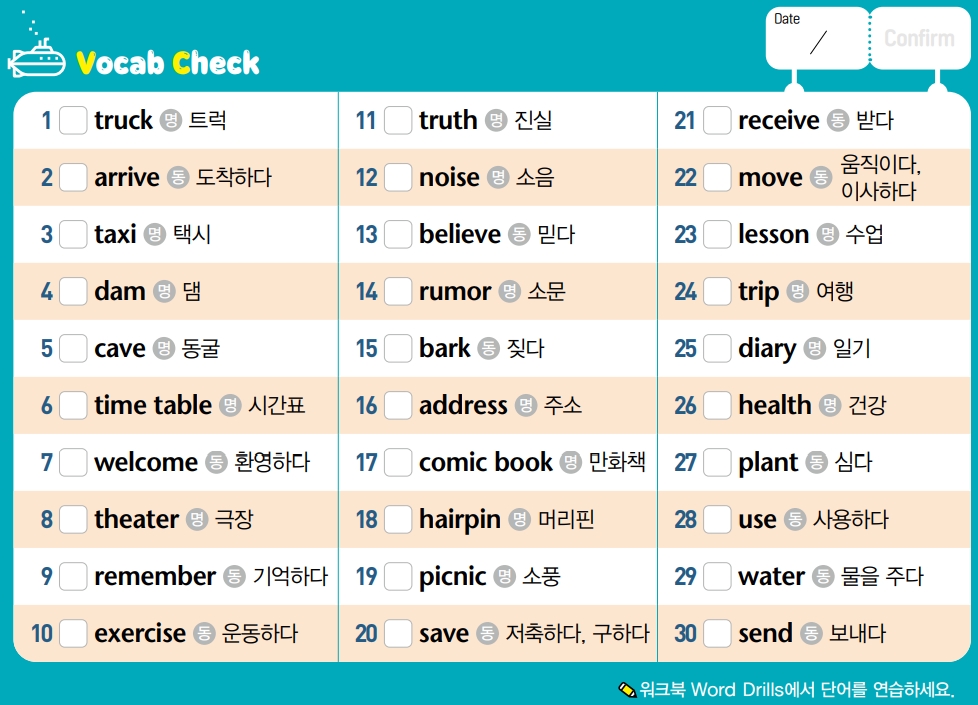 Vocab Check
Date
/
Confirm
1 truck 명 트럭
2 arrive 동 도착하다
3 taxi 명 택시
4 dam 명 댐
5 cave 명 동굴
6 time table 명 시간표
7 welcome 동 환영하다
8 theater 명 극장
9 remember 동 기억하다
10 exercise 동 운동하다
11 truth 명 진실
12 noise 명 소음
13 believe 동 믿다
14 rumor 명 소문
15 bark 동 짖다
16 address 명 주소
17 comic book 명 만화책
18 hairpin 명 머리핀
19 picnic 명 소풍
20 save 동 저축하다, 구하다
21 receive 동 받다
22 move 동 움직이다,
이사하다
23 lesson 명 수업
24 trip 명 여행
25 diary 명 일기
26 health 명 건강
27 plant 동 심다
28 use 동 사용하다
29 water 동 물을 주다
30 send 동 보내다
워크북 Word Drills에서 단어를 연습하세요.